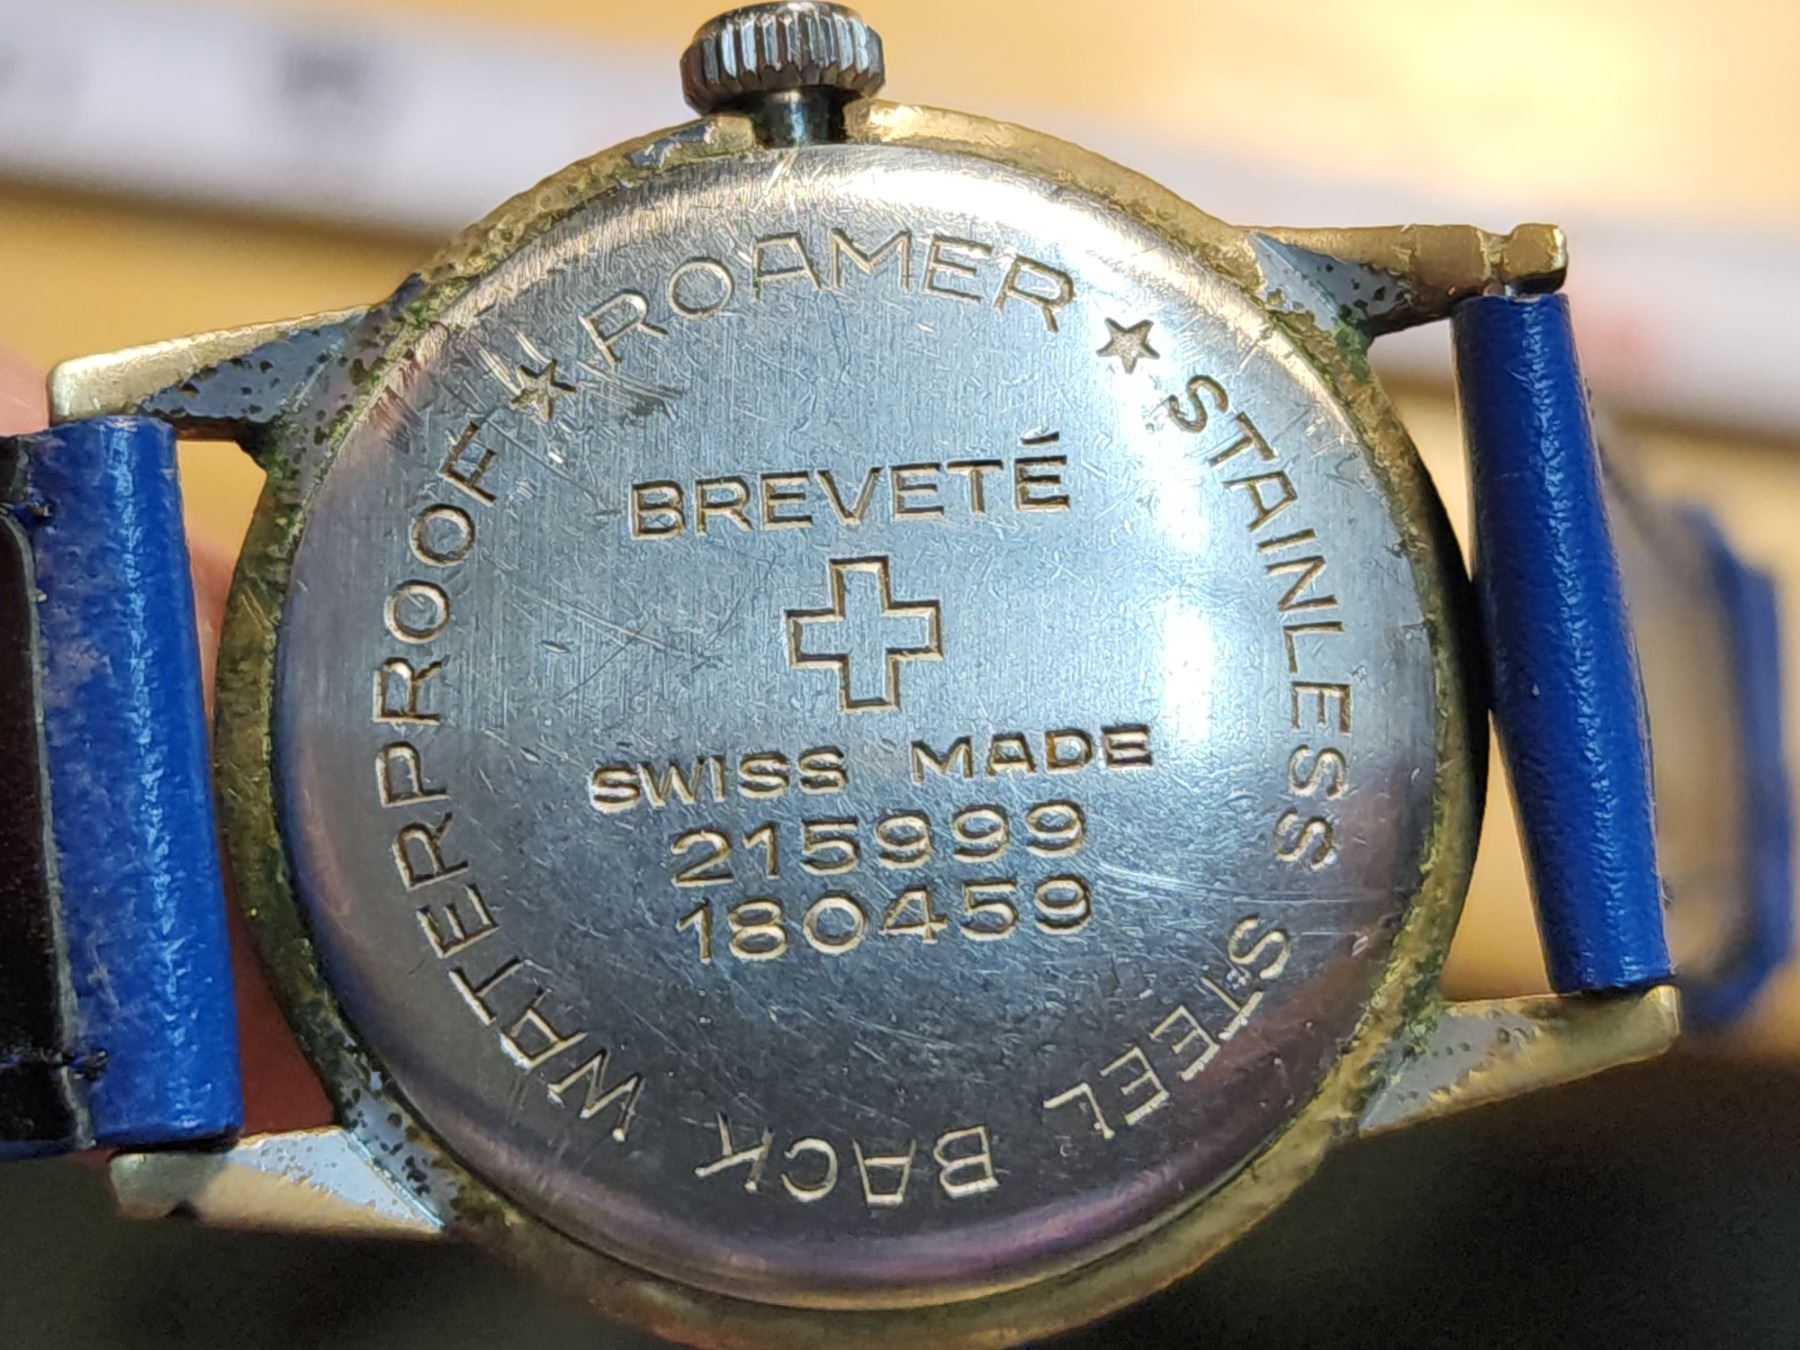 ★ ROAMER ★ STAINLESS STEEL BACK WATERPROOF
BREVETÉ
SWISS MADE
215999
180459